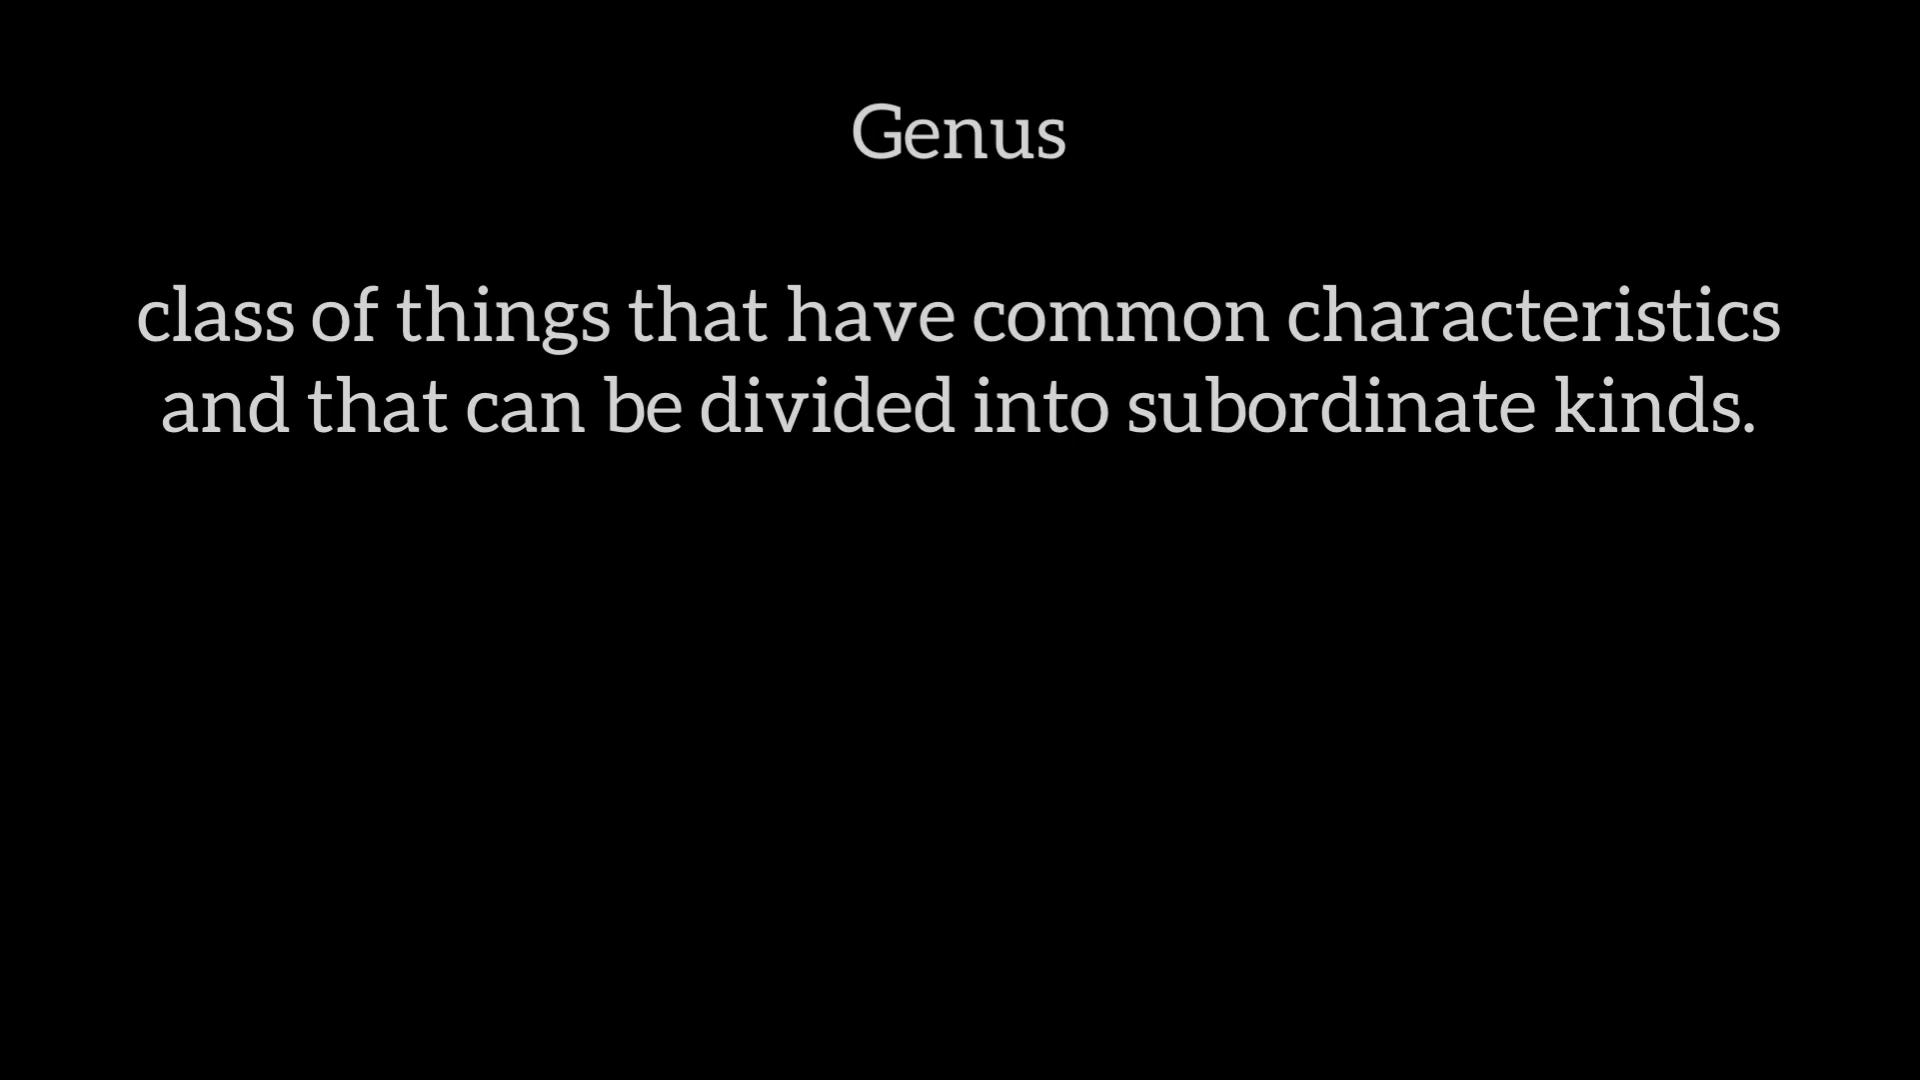 Genus
class of things that have common characteristics
and that can be divided into subordinate kinds.